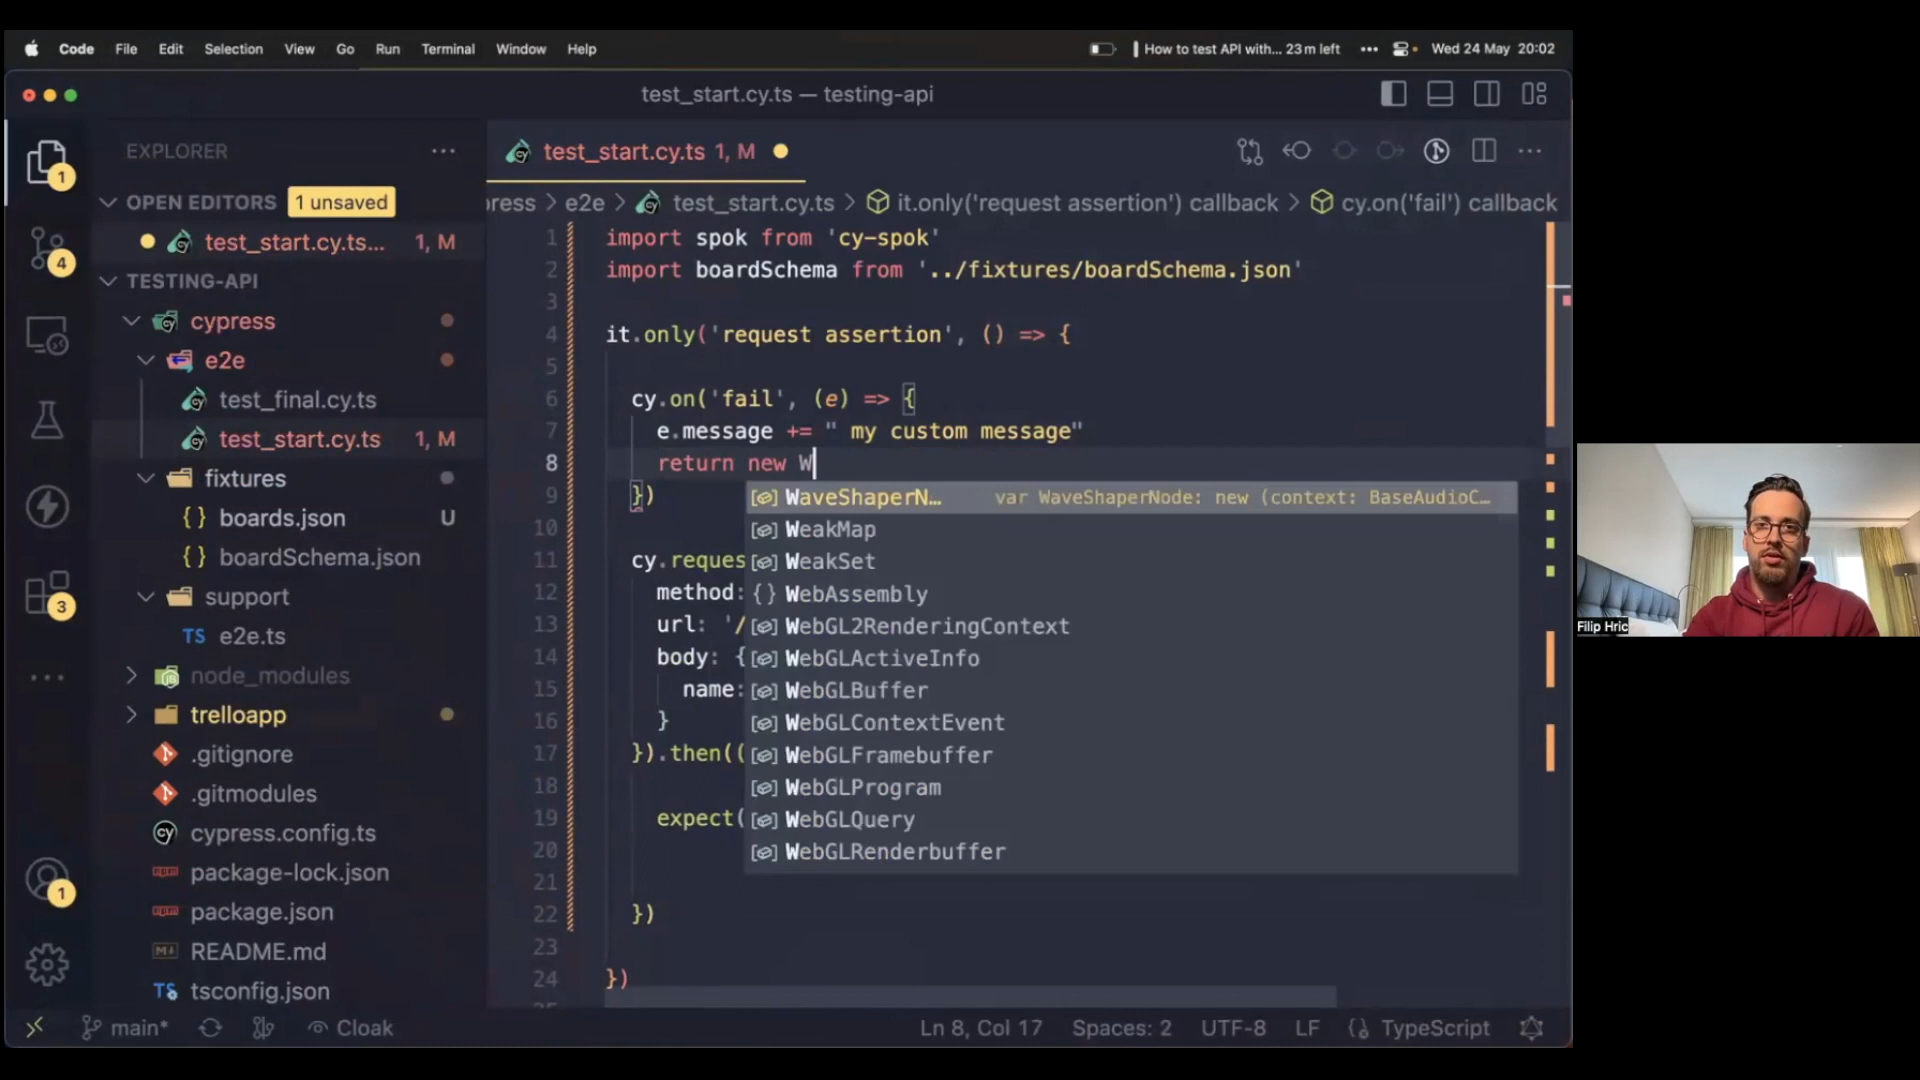 Code File Edit Selection View Go Run Terminal Window Help
How to test API with... 23 m left ••• Wed 24 May 20:02
test_start.cy.ts — testing-api
EXPLORER ...
OPEN EDITORS 1 unsaved
test_start.cy.ts... 1, M
TESTING-API
cypress
e2e
test_final.cy.ts
test_start.cy.ts 1, M
fixtures
boards.json U
boardSchema.json
support
TS e2e.ts
node_modules
trelloapp
.gitignore
.gitmodules
cypress.config.ts
package-lock.json
package.json
README.md
TS tsconfig.json
1
4
3
1
test_start.cy.ts 1, M
press > e2e > test_start.cy.ts > it.only('request assertion') callback > cy.on('fail') callback
1 import spok from 'cy-spok'
2 import boardSchema from '../fixtures/boardSchema.json'
3
4 it.only('request assertion', () => {
5
6 cy.on('fail', (e) => {
7 e.message += " my custom message"
8 return new W
9 })
10
11 cy.reques
12 method:
13 url: '/
14 body: {
15 name:
16 }
17 }).then((
18
19 expect(
20
21
22 })
23
24 })
WaveShaperN… var WaveShaperNode: new (context: BaseAudioC…
WeakMap
WeakSet
WebAssembly
WebGL2RenderingContext
WebGLActiveInfo
WebGLBuffer
WebGLContextEvent
WebGLFramebuffer
WebGLProgram
WebGLQuery
WebGLRenderbuffer
main* Cloak Ln 8, Col 17 Spaces: 2 UTF-8 LF TypeScript
Filip Hric